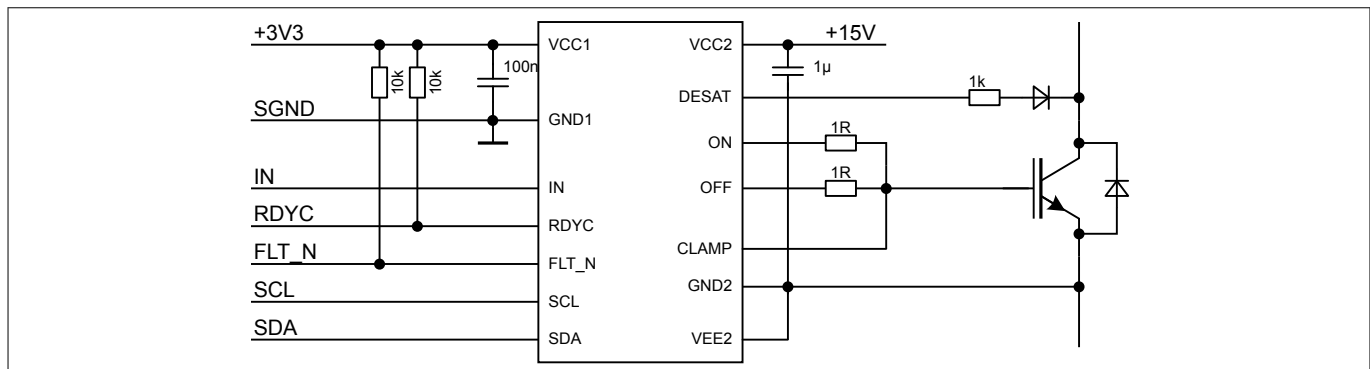 +3V3
VCC1
VCC2
+15V
10k
10k
100n
1µ
DESAT
1k
SGND
GND1
ON
1R
IN
IN
OFF
1R
RDYC
RDYC
CLAMP
FLT_N
FLT_N
GND2
SCL
SCL
SDA
SDA
VEE2